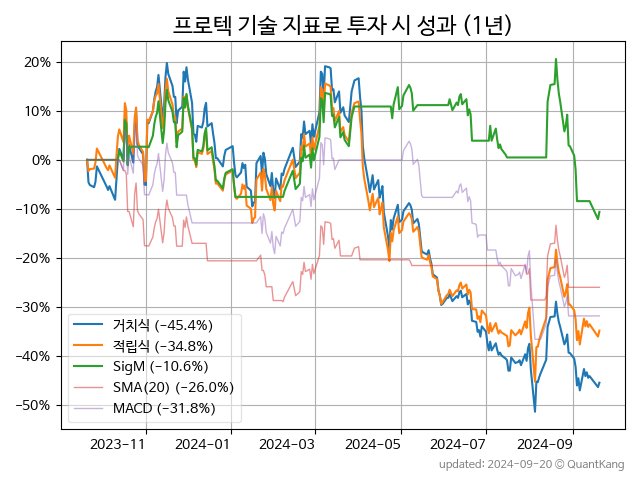 프로텍 기술 지표로 투자 시 성과 (1년)
20%
10%
0%
−10%
−20%
−30%
−40%
−50%
거치식 (−45.4%)
적립식 (−34.8%)
SigM (−10.6%)
SMA(20) (−26.0%)
MACD (−31.8%)
2023−11 2024−01 2024−03 2024−05 2024−07 2024−09
updated: 2024−09−20 © QuantKang